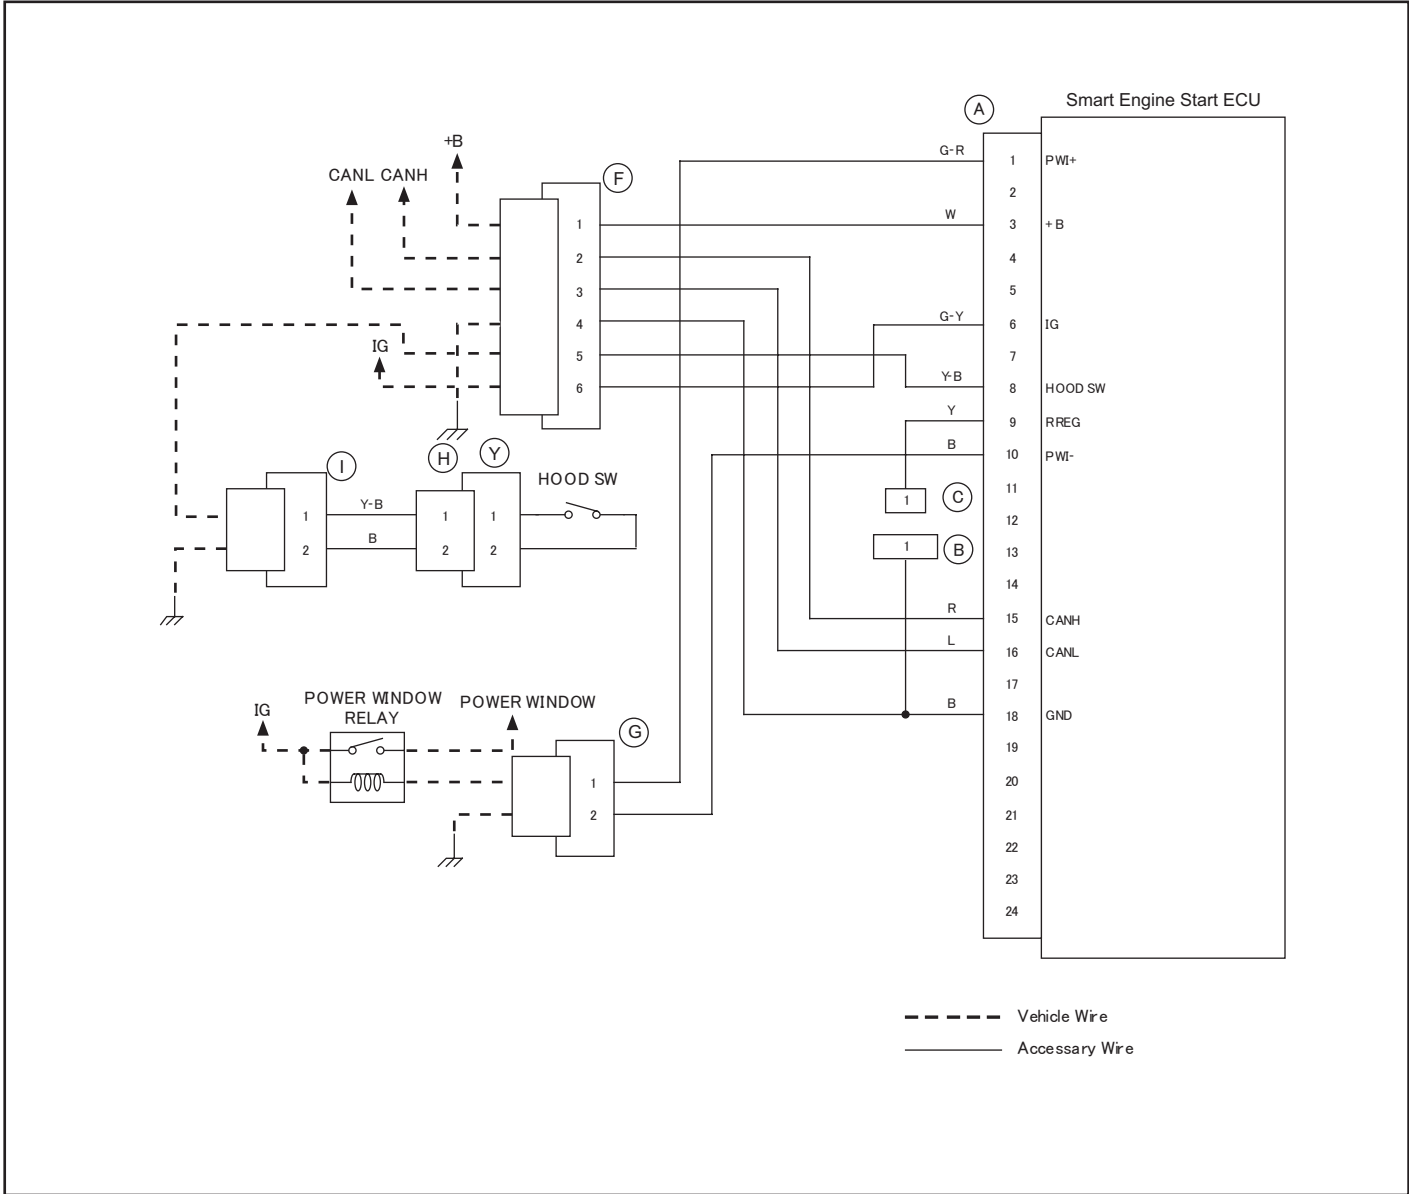 Smart Engine Start ECU
A
+B
CANL CANH
F
G-R
1
PWI+
2
W
1
3
+B
2
4
3
5
4
G-Y
6
IG
IG
5
7
6
Y-B
8
HOOD SW
Y
9
RREG
B
10
PWI-
I
H
Y
HOOD SW
11
1
C
1
Y-B
1
1
12
2
B
2
2
1
B
13
14
R
15
CANH
L
16
CANL
17
POWER WINDOW
RELAY
POWER WINDOW
IG
B
18
GND
G
19
1
20
2
21
22
23
24
Vehicle Wire
Accessary Wire